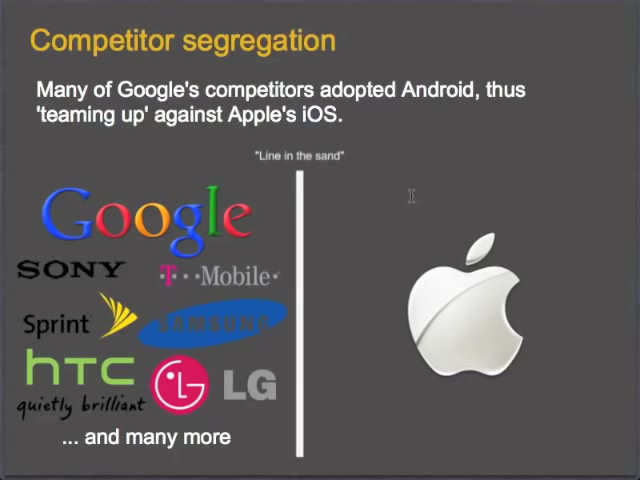 Competitor segregation
Many of Google's competitors adopted Android, thus
'teaming up' against Apple's iOS.
"Line in the sand"
Google
SONY
T··Mobile·
Sprint
SAMSUNG
htc
quietly brilliant
LG LG
... and many more